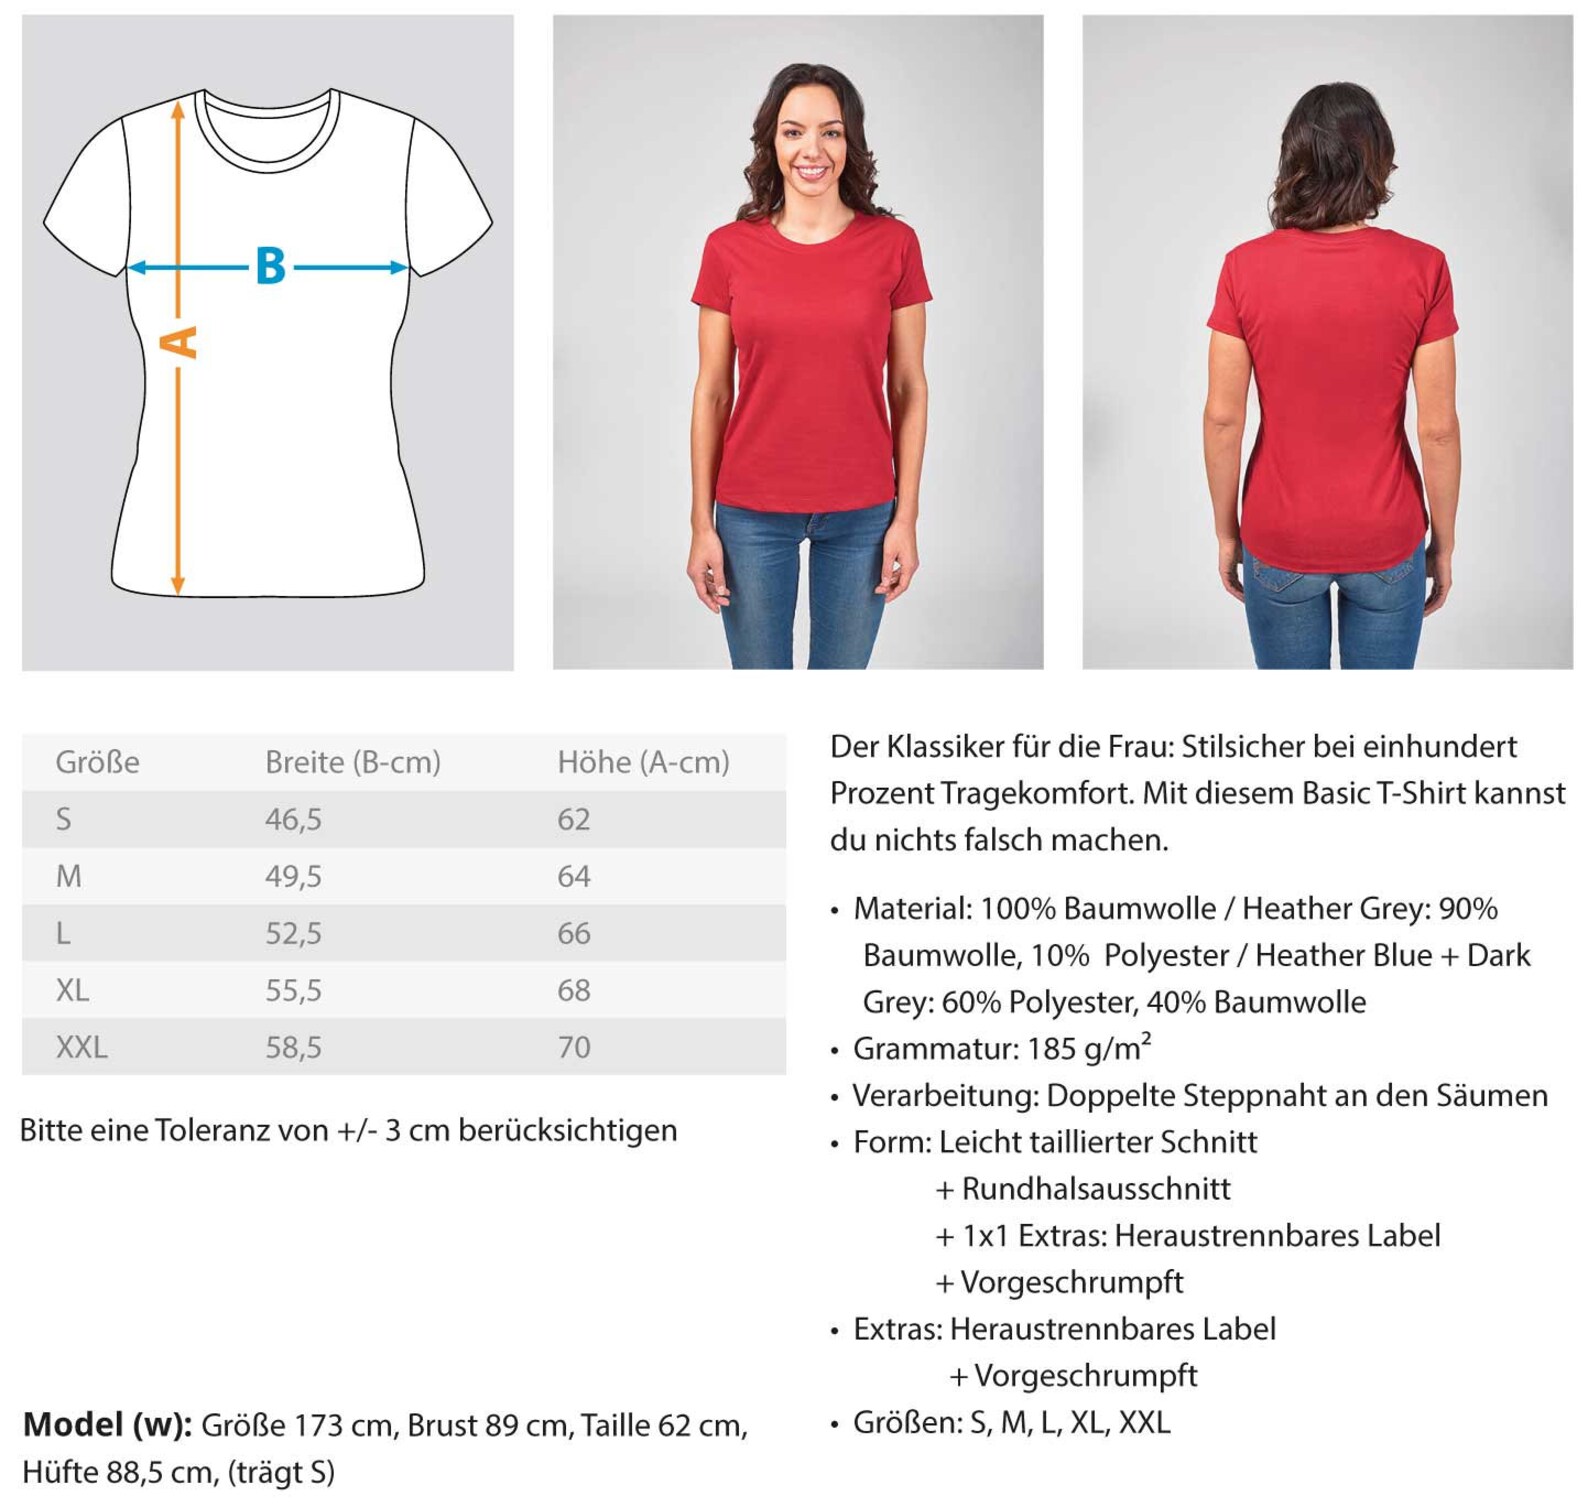 A
B
Größe Breite (B-cm) Höhe (A-cm)
S 46,5 62
M 49,5 64
L 52,5 66
XL 55,5 68
XXL 58,5 70
Bitte eine Toleranz von +/- 3 cm berücksichtigen
Model (w): Größe 173 cm, Brust 89 cm, Taille 62 cm,
Hüfte 88,5 cm, (trägt S)
Der Klassiker für die Frau: Stilsicher bei einhundert
Prozent Tragekomfort. Mit diesem Basic T-Shirt kannst
du nichts falsch machen.
• Material: 100% Baumwolle / Heather Grey: 90%
Baumwolle, 10% Polyester / Heather Blue + Dark
Grey: 60% Polyester, 40% Baumwolle
• Grammatur: 185 g/m²
• Verarbeitung: Doppelte Steppnaht an den Säumen
• Form: Leicht taillierter Schnitt
+ Rundhalsausschnitt
+ 1x1 Extras: Heraustrennbares Label
+ Vorgeschrumpft
• Extras: Heraustrennbares Label
+ Vorgeschrumpft
• Größen: S, M, L, XL, XXL